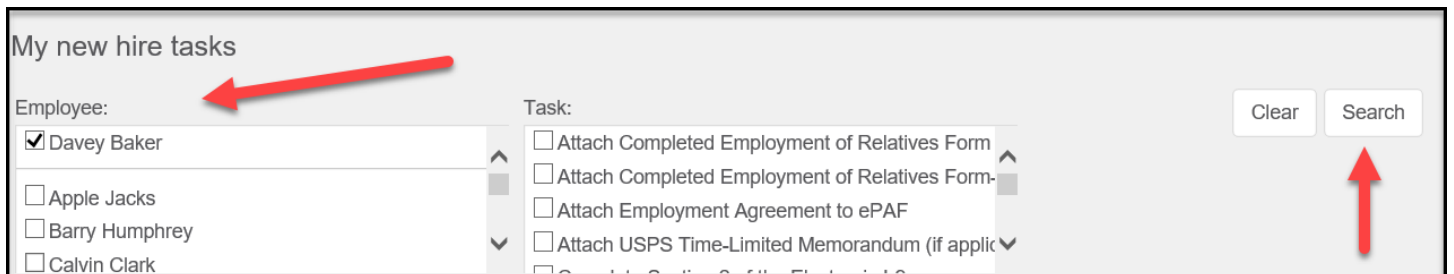 My new hire tasks
Employee:
Davey Baker
Apple Jacks
Barry Humphrey
Calvin Clark
Task:
Attach Completed Employment of Relatives Form
Attach Completed Employment of Relatives Form-
Attach Employment Agreement to ePAF
Attach USPS Time-Limited Memorandum (if applic
Clear
Search